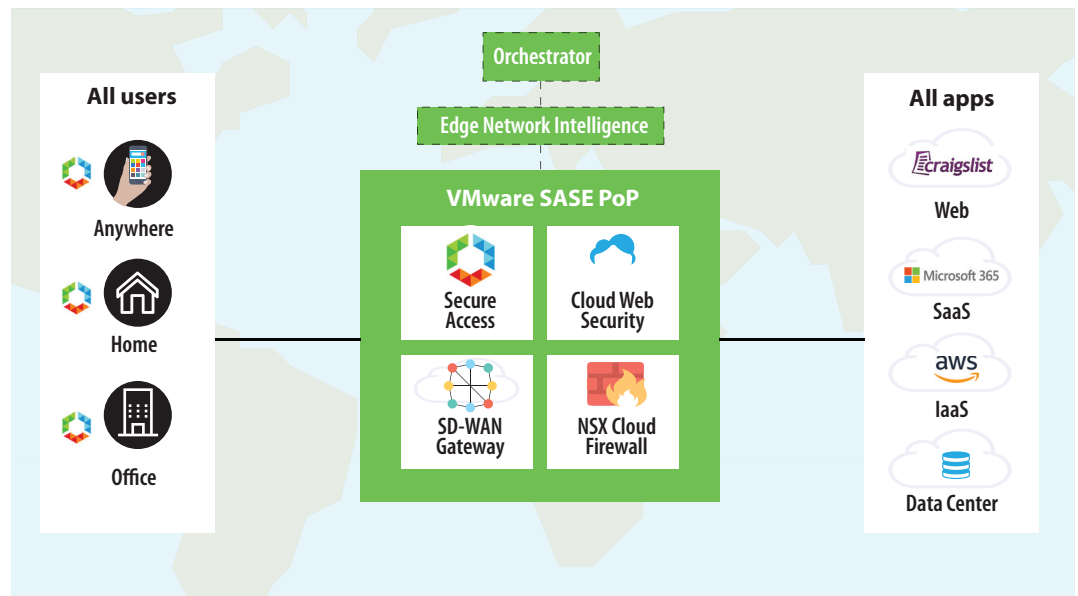 Orchestrator
Edge Network Intelligence
All users
Anywhere
Home
Office
VMware SASE PoP
Secure
Access
Cloud Web
Security
SD-WAN
Gateway
NSX Cloud
Firewall
All apps
craigslist
Web
Microsoft 365
SaaS
aws
IaaS
Data Center